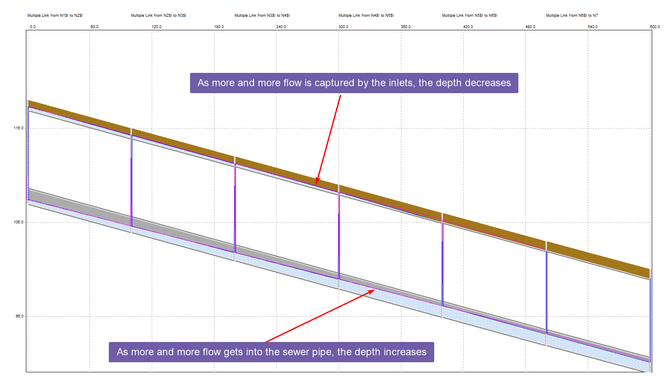 Multiple Link from N1SI to N2SI Multiple Link from N2SI to N3SI Multiple Link from N3SI to N4SI Multiple Link from N4SI to N5SI Multiple Link from N5SI to N6SI Multiple Link from N6SI to N7
0.0 60.0 120.0 180.0 240.0 300.0 360.0 420.0 480.0 540.0 600.0
As more and more flow is captured by the inlets, the depth decreases
115.0
105.0
95.0
As more and more flow gets into the sewer pipe, the depth increases